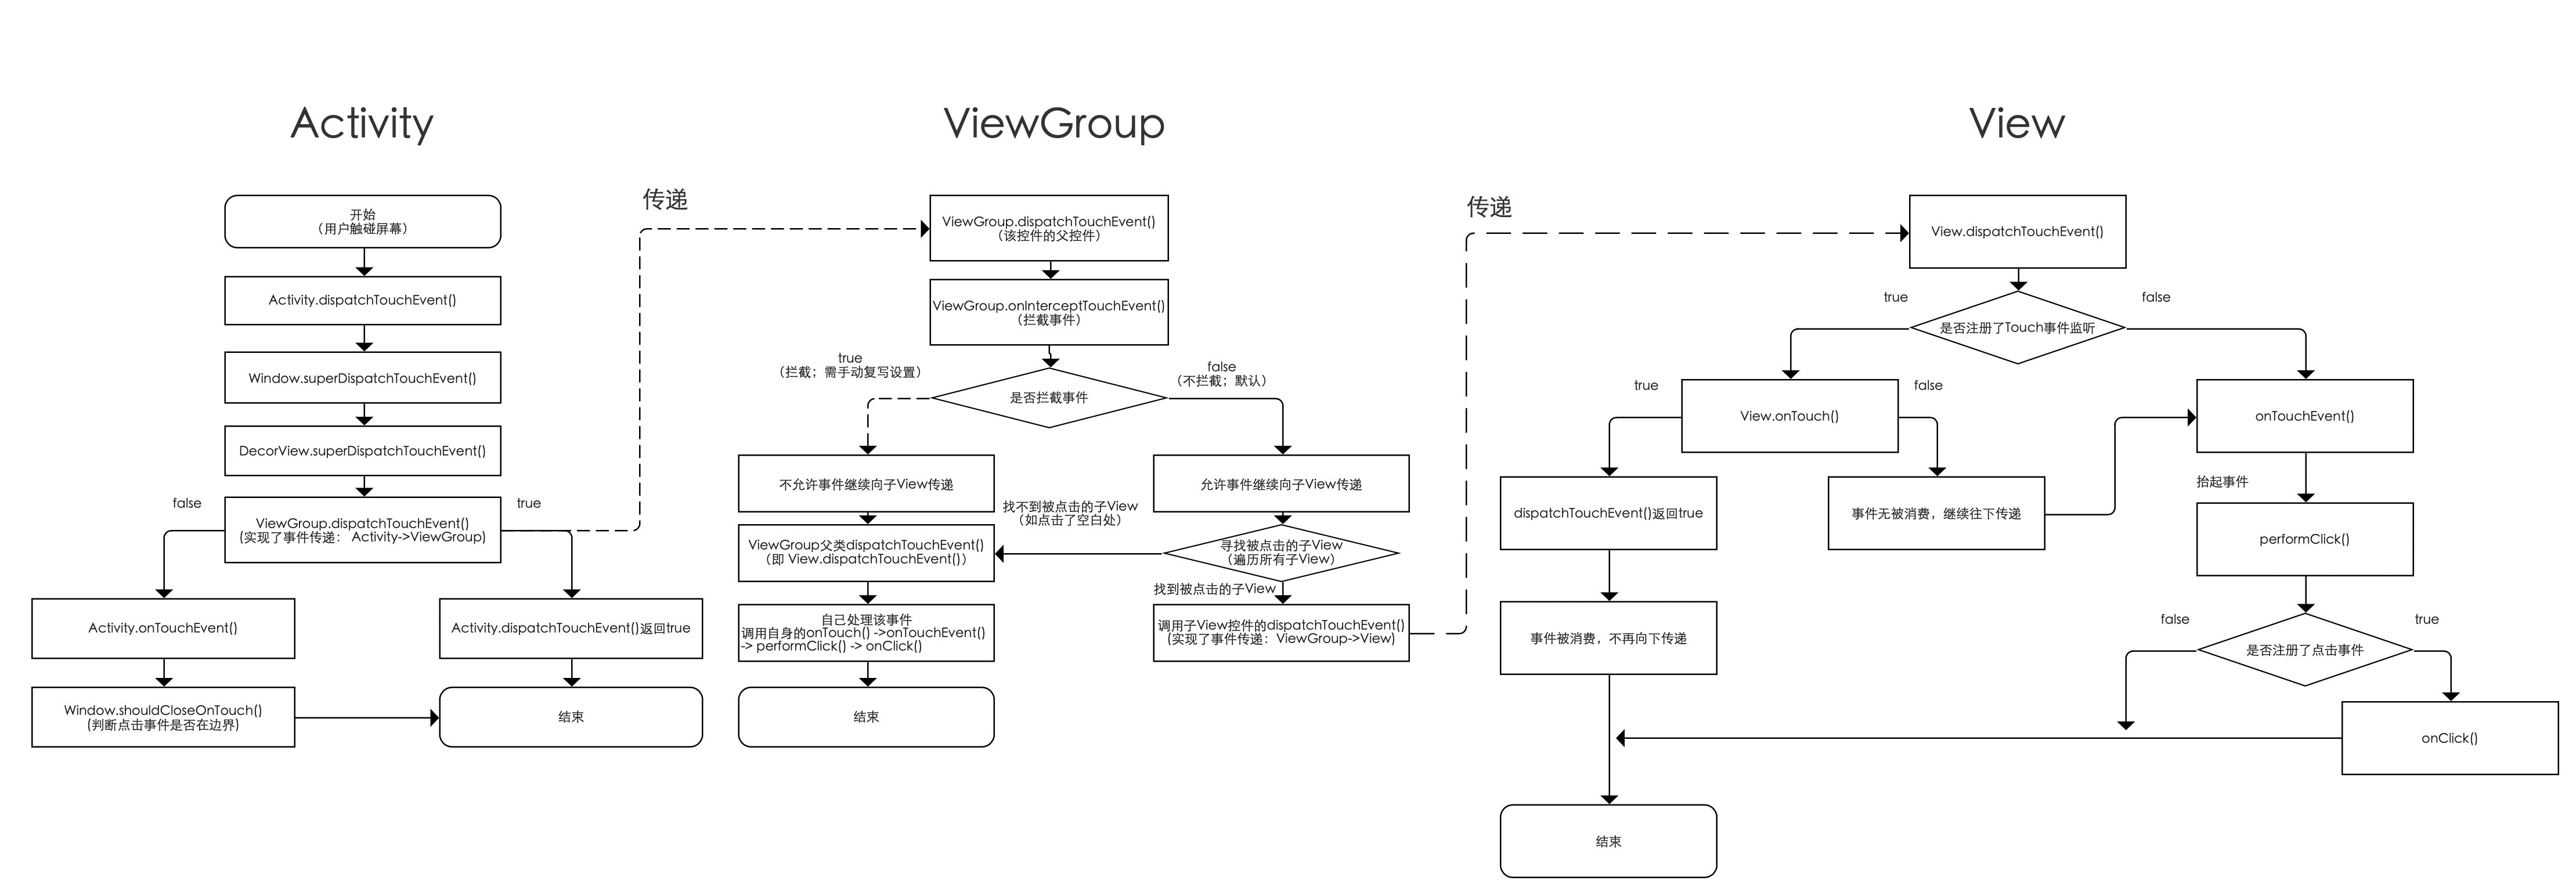 Activity
ViewGroup
View
开始
（用户触碰屏幕）
Activity.dispatchTouchEvent()
Window.superDispatchTouchEvent()
DecorView.superDispatchTouchEvent()
false
true
ViewGroup.dispatchTouchEvent()
(实现了事件传递： Activity->ViewGroup)
Activity.onTouchEvent()
Activity.dispatchTouchEvent()返回true
Window.shouldCloseOnTouch()
(判断点击事件是否在边界)
结束
传递
ViewGroup.dispatchTouchEvent()
（该控件的父控件）
ViewGroup.onInterceptTouchEvent()
（拦截事件）
true
（拦截；需手动复写设置）
false
（不拦截；默认）
是否拦截事件
不允许事件继续向子View传递
允许事件继续向子View传递
找不到被点击的子View
（如点击了空白处）
ViewGroup父类dispatchTouchEvent()
（即 View.dispatchTouchEvent()）
寻找被点击的子View
（遍历所有子View）
找到被点击的子View
自己处理该事件
调用自身的onTouch() ->onTouchEvent()
-> performClick() -> onClick()
调用子View控件的dispatchTouchEvent()
(实现了事件传递：ViewGroup->View)
结束
传递
View.dispatchTouchEvent()
true
false
是否注册了Touch事件监听
true
false
View.onTouch()
onTouchEvent()
抬起事件
dispatchTouchEvent()返回true
事件无被消费，继续往下传递
performClick()
事件被消费，不再向下传递
false
true
是否注册了点击事件
onClick()
结束